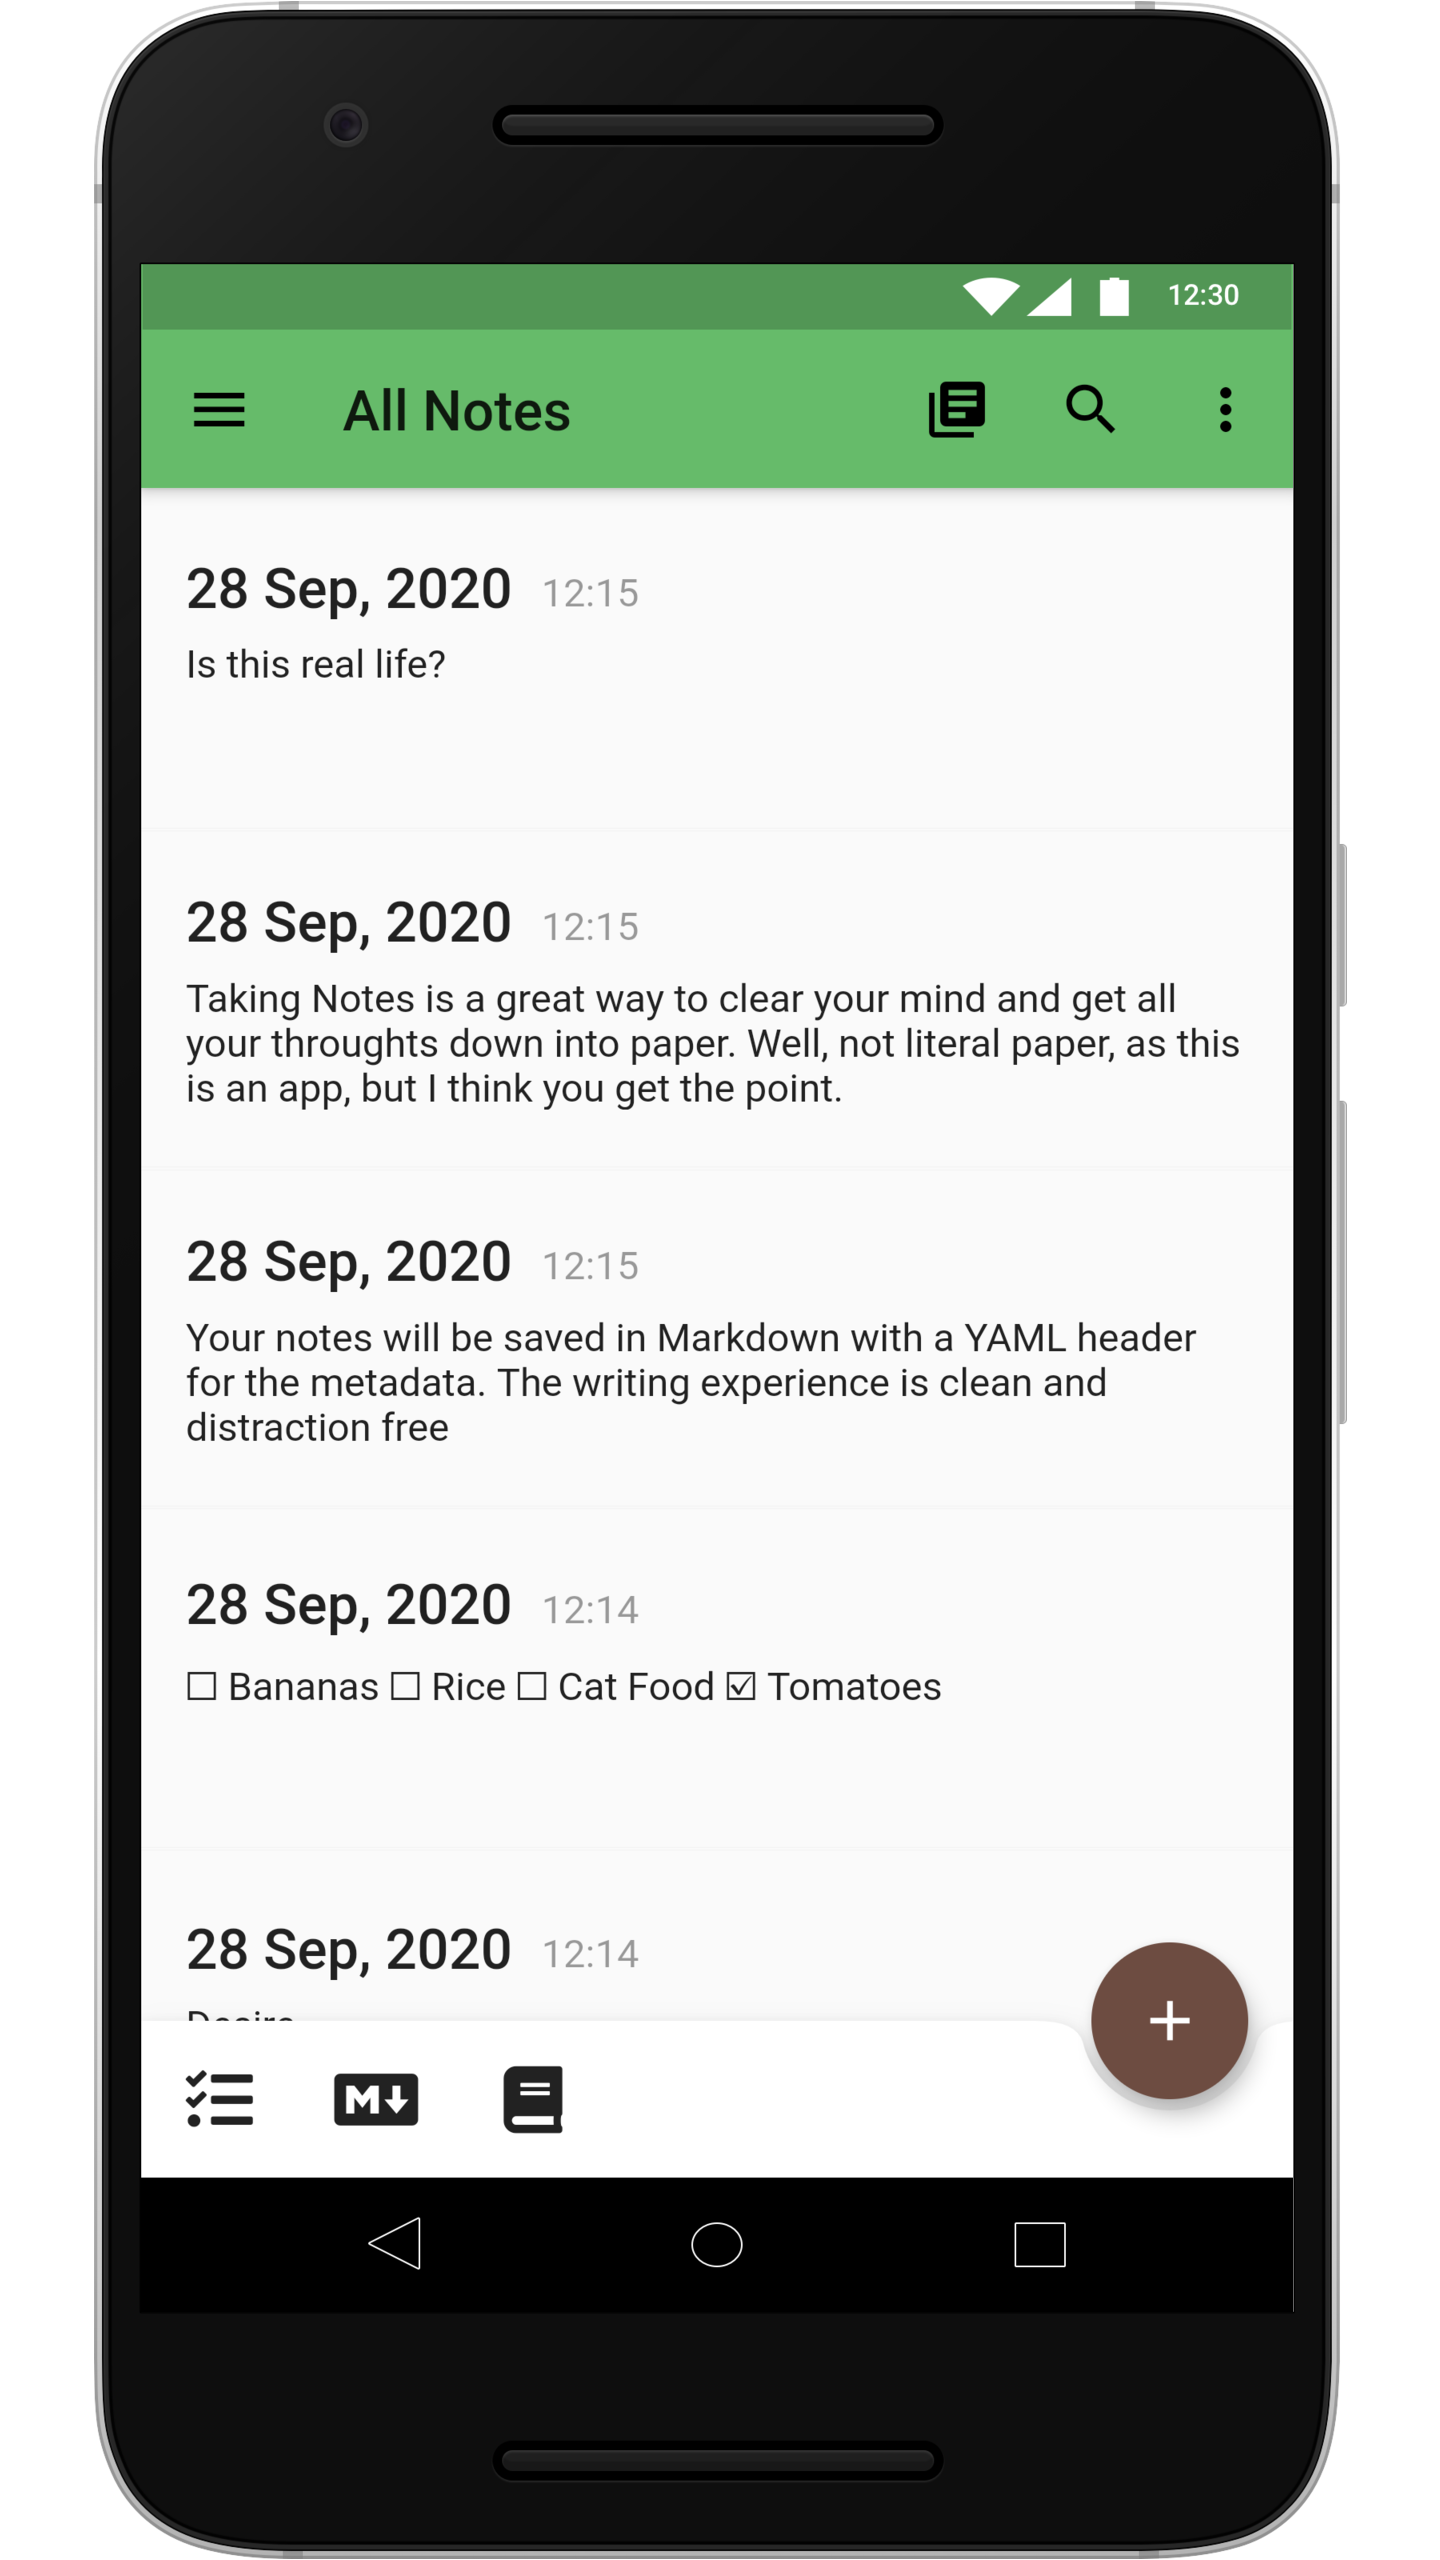 12:30
All Notes
28 Sep, 2020 12:15
Is this real life?
28 Sep, 2020 12:15
Taking Notes is a great way to clear your mind and get all
your throughts down into paper. Well, not literal paper, as this
is an app, but I think you get the point.
28 Sep, 2020 12:15
Your notes will be saved in Markdown with a YAML header
for the metadata. The writing experience is clean and
distraction free
28 Sep, 2020 12:14
☐ Bananas ☐ Rice ☐ Cat Food ☑ Tomatoes
28 Sep, 2020 12:14
M